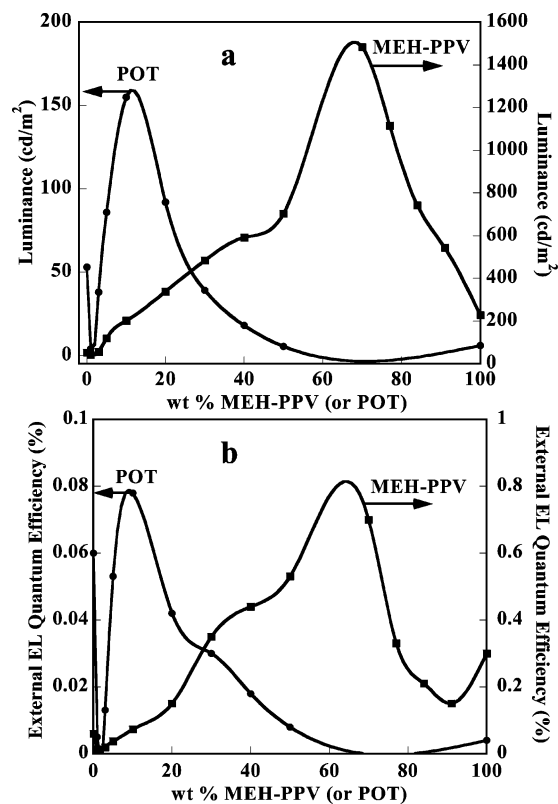 200
150
100
50
0
Luminance (cd/m²)
a
POT
MEH-PPV
1600
1400
1200
1000
800
600
400
200
0
Luminance (cd/m²)
0 20 40 60 80 100
wt % MEH-PPV (or POT)
0.1
0.08
0.06
0.04
0.02
0
External EL Quantum Efficiency (%)
b
POT
MEH-PPV
1
0.8
0.6
0.4
0.2
0
External EL Quantum Efficiency (%)
0 20 40 60 80 100
wt % MEH-PPV (or POT)